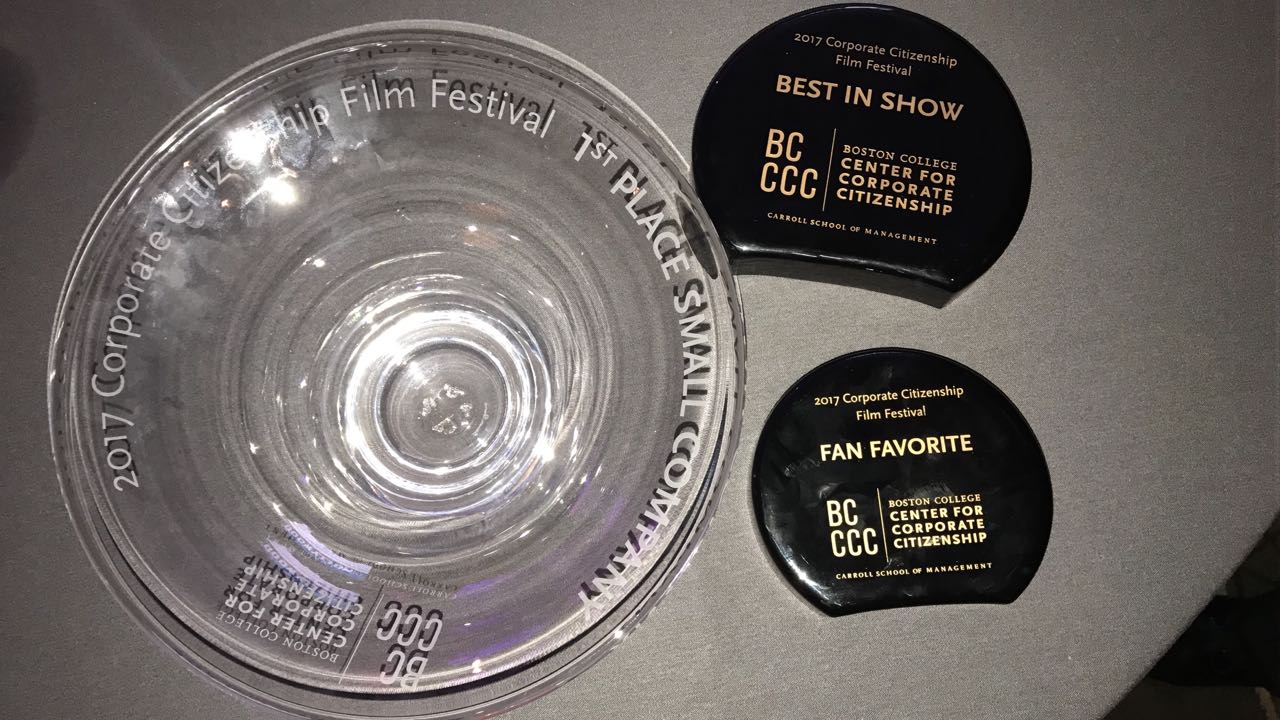 2017 Corporate Citizenship Film Festival
1ST PLACE SMALL COMPANY
BC
CCC
BOSTON COLLEGE
CENTER FOR
CORPORATE
CITIZENSHIP
CARROLL SCHOOL
2017 Corporate Citizenship
Film Festival
BEST IN SHOW
BC
CCC
BOSTON COLLEGE
CENTER FOR
CORPORATE
CITIZENSHIP
CARROLL SCHOOL OF MANAGEMENT
2017 Corporate Citizenship
Film Festival
FAN FAVORITE
BC
CCC
BOSTON COLLEGE
CENTER FOR
CORPORATE
CITIZENSHIP
CARROLL SCHOOL OF MANAGEMENT